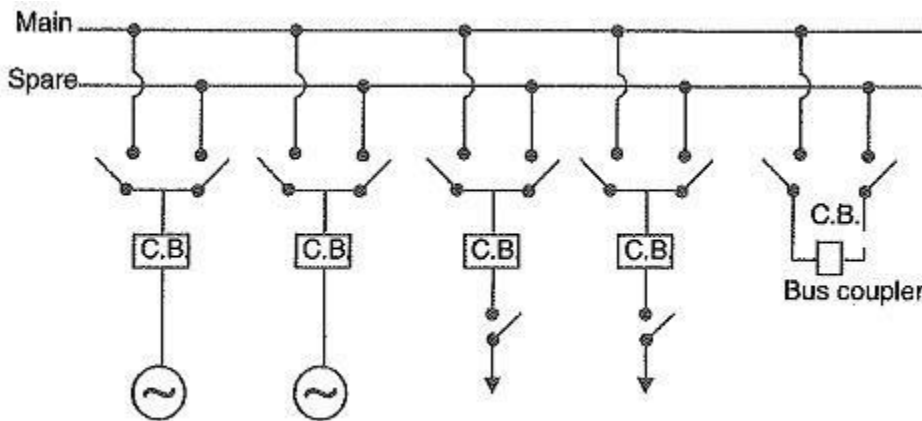 Main
Spare
C.B.
C.B.
C.B
C.B.
C.B.
Bus coupler